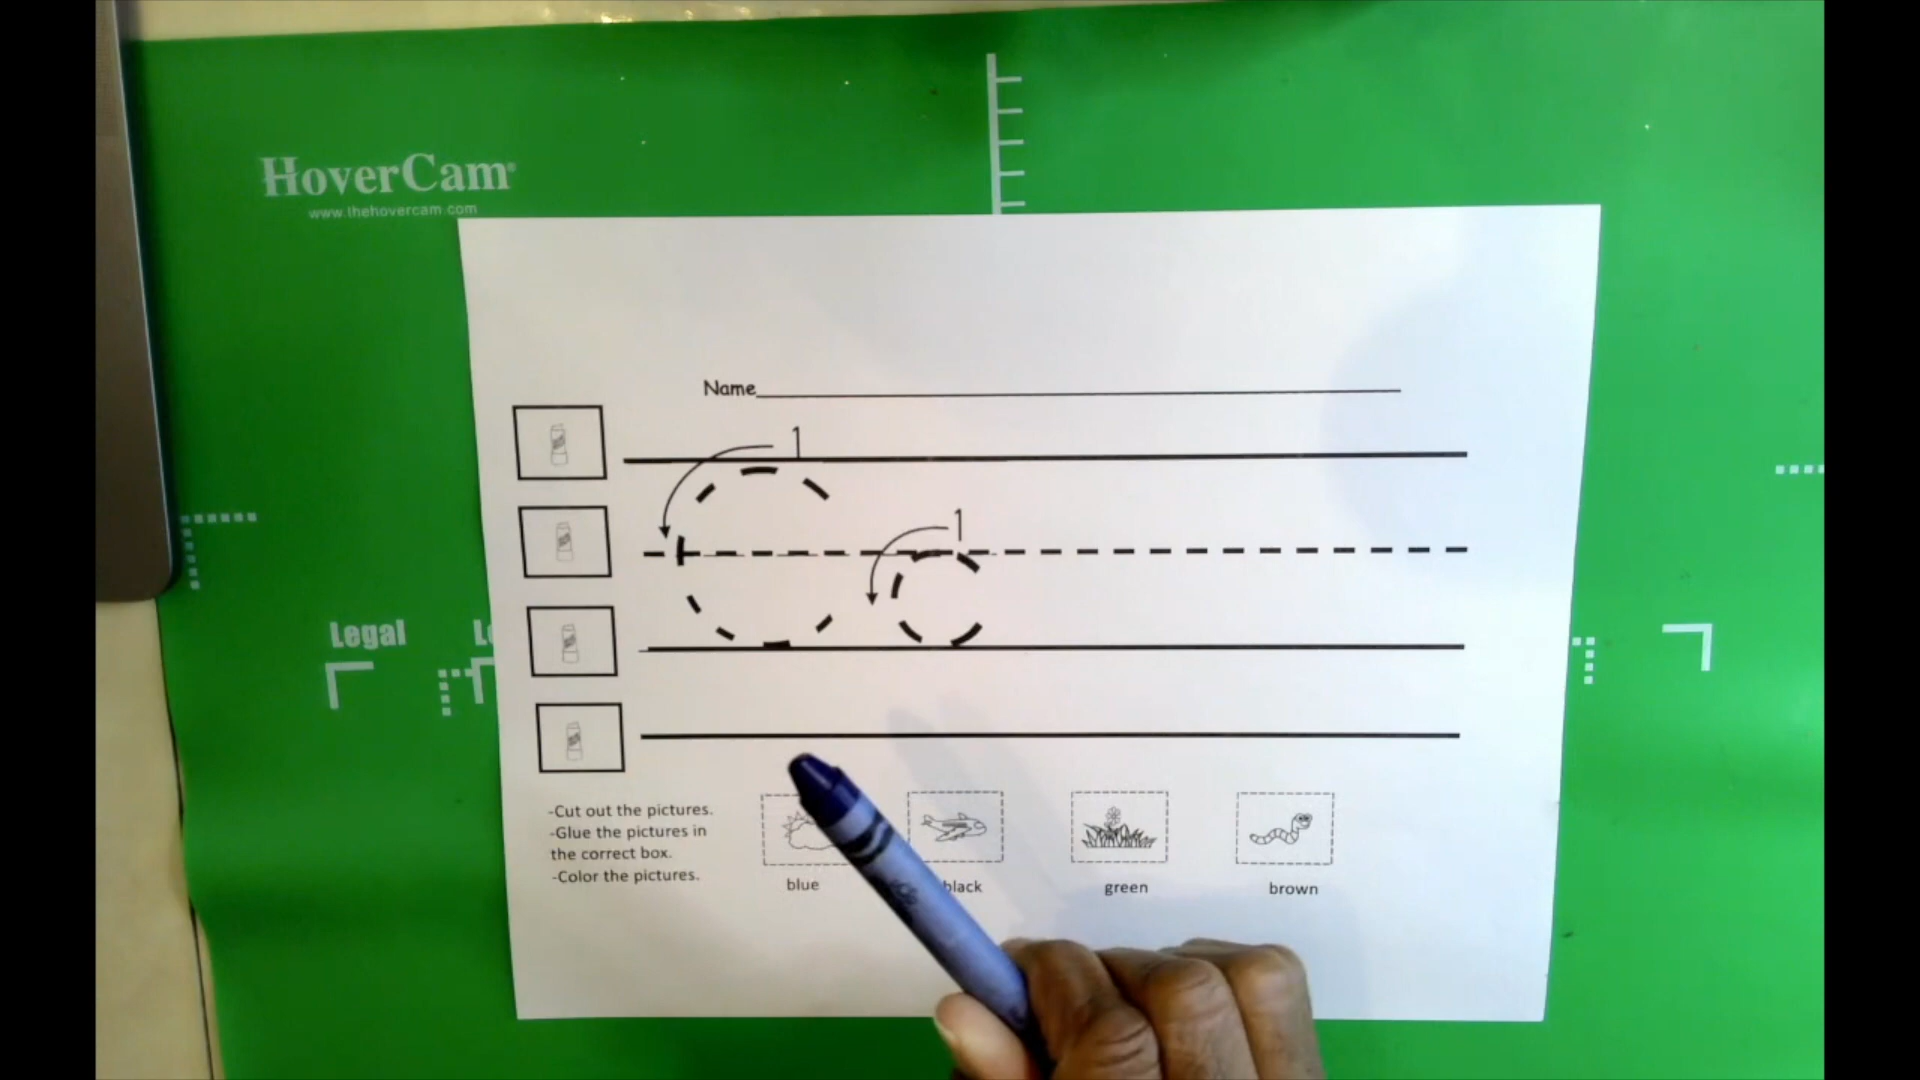 HoverCam®
www.thehovercam.com
Name
1
1
Legal
-Cut out the pictures.
-Glue the pictures in
the correct box.
-Color the pictures.
blue
black
green
brown